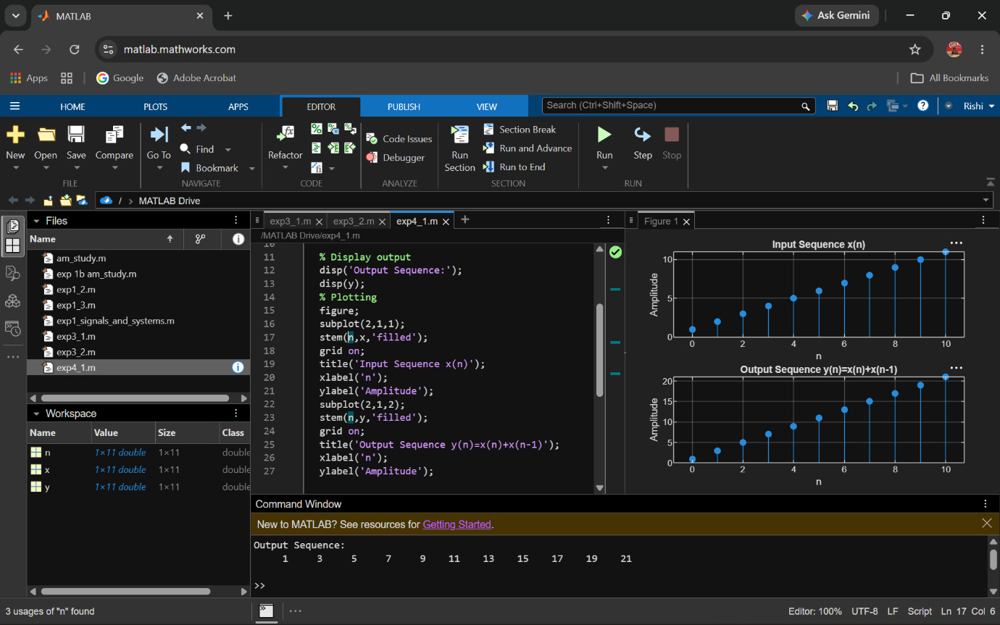 MATLAB
Ask Gemini
matlab.mathworks.com
Apps
Google
Adobe Acrobat
All Bookmarks
HOME PLOTS APPS EDITOR PUBLISH VIEW
Search (Ctrl+Shift+Space)
Rishi
New Open Save Compare
Go To
Find
Bookmark
Refactor
Code Issues
Debugger
Run Section
Section Break
Run and Advance
Run to End
Run Step Stop
FILE NAVIGATE CODE ANALYZE SECTION RUN
/ > MATLAB Drive
Files
Name
am_study.m
exp 1b am_study.m
exp1_2.m
exp1_3.m
exp1_signals_and_systems.m
exp3_1.m
exp3_2.m
exp4_1.m
Workspace
Name Value Size Class
n 1×11 double 1×11 double
x 1×11 double 1×11 double
y 1×11 double 1×11 double
exp3_1.m exp3_2.m exp4_1.m
/MATLAB Drive/exp4_1.m
10
11 % Display output
12 disp('Output Sequence:');
13 disp(y);
14 % Plotting
15 figure;
16 subplot(2,1,1);
17 stem(n,x,'filled');
18 grid on;
19 title('Input Sequence x(n)');
20 xlabel('n');
21 ylabel('Amplitude');
22 subplot(2,1,2);
23 stem(n,y,'filled');
24 grid on;
25 title('Output Sequence y(n)=x(n)+x(n-1)');
26 xlabel('n');
27 ylabel('Amplitude');
Figure 1
Input Sequence x(n)
Amplitude
10
5
0
0 2 4 6 8 10
n
Output Sequence y(n)=x(n)+x(n-1)
Amplitude
20
15
10
5
0
0 2 4 6 8 10
n
Command Window
New to MATLAB? See resources for Getting Started.
Output Sequence:
1 3 5 7 9 11 13 15 17 19 21
>>
3 usages of "n" found
Editor: 100% UTF-8 LF Script Ln 17 Col 6